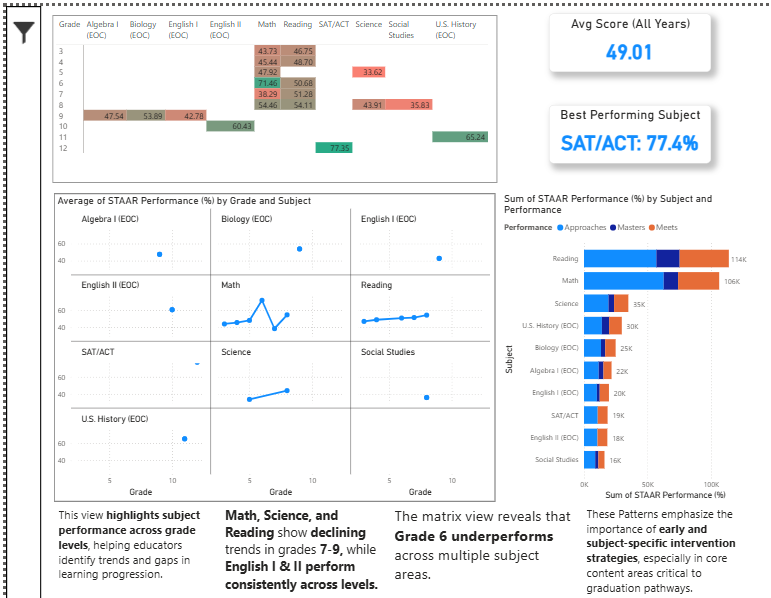 Grade Algebra I (EOC) Biology (EOC) English I (EOC) English II (EOC) Math Reading SAT/ACT Science Social Studies U.S. History (EOC)
3 43.73 46.75
4 45.44 48.70
5 47.92 33.62
6 71.46 50.68
7 38.29 51.28
8 54.46 54.11 43.91 35.83
9 47.54 53.89 42.78
10 60.43
11 65.24
12 77.35
Avg Score (All Years)
49.01
Best Performing Subject
SAT/ACT: 77.4%
Average of STAAR Performance (%) by Grade and Subject
Algebra I (EOC) Biology (EOC) English I (EOC)
60
40
English II (EOC) Math Reading
60
40
SAT/ACT Science Social Studies
60
40
U.S. History (EOC)
60
40
5 10 5 10 5 10
Grade Grade Grade
Sum of STAAR Performance (%) by Subject and
Performance
Performance Approaches Masters Meets
Subject
Reading 114K
Math 106K
Science 35K
U.S. History (EOC) 30K
Biology (EOC) 25K
Algebra I (EOC) 22K
English I (EOC) 20K
SAT/ACT 19K
English II (EOC) 18K
Social Studies 16K
0K 50K 100K
Sum of STAAR Performance (%)
This view highlights subject
performance across grade
levels, helping educators
identify trends and gaps in
learning progression.
Math, Science, and
Reading show declining
trends in grades 7-9, while
English I & II perform
consistently across levels.
The matrix view reveals that
Grade 6 underperforms
across multiple subject
areas.
These Patterns emphasize the
importance of early and
subject-specific intervention
strategies, especially in core
content areas critical to
graduation pathways.